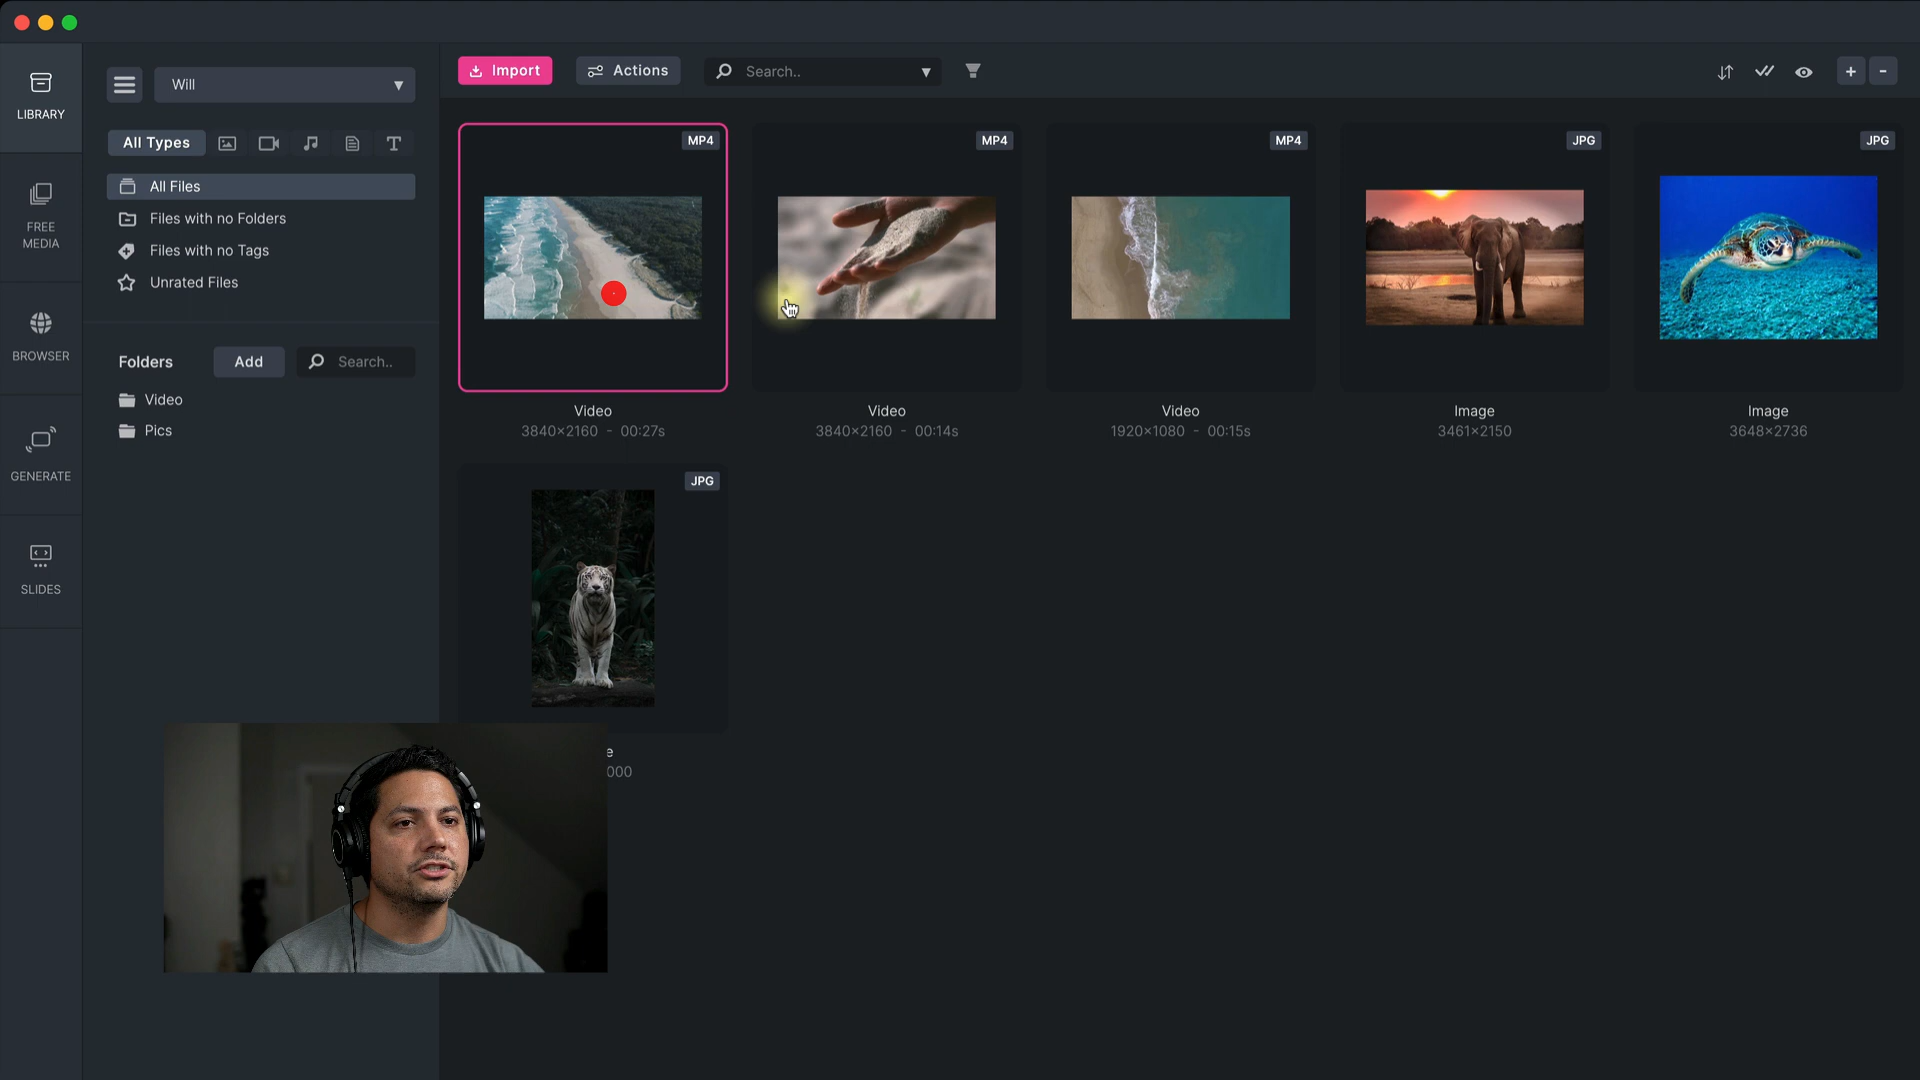 LIBRARY
FREE
MEDIA
BROWSER
GENERATE
SLIDES
Will
All Types
All Files
Files with no Folders
Files with no Tags
Unrated Files
Folders
Add
Search..
Video
Pics
Import
Actions
Search..
MP4
Video
3840×2160 - 00:27s
MP4
Video
3840×2160 - 00:14s
MP4
Video
1920×1080 - 00:15s
JPG
Image
3461×2150
JPG
Image
3648×2736
JPG
e
000